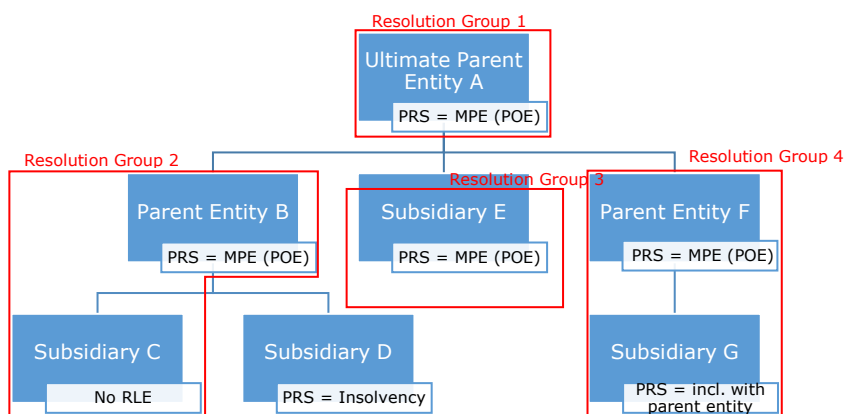 Resolution Group 1
Ultimate Parent
Entity A
PRS = MPE (POE)
Resolution Group 2
Resolution Group 3
Resolution Group 4
Parent Entity B
PRS = MPE (POE)
Subsidiary E
PRS = MPE (POE)
Parent Entity F
PRS = MPE (POE)
Subsidiary C
No RLE
Subsidiary D
PRS = Insolvency
Subsidiary G
PRS = incl. with
parent entity